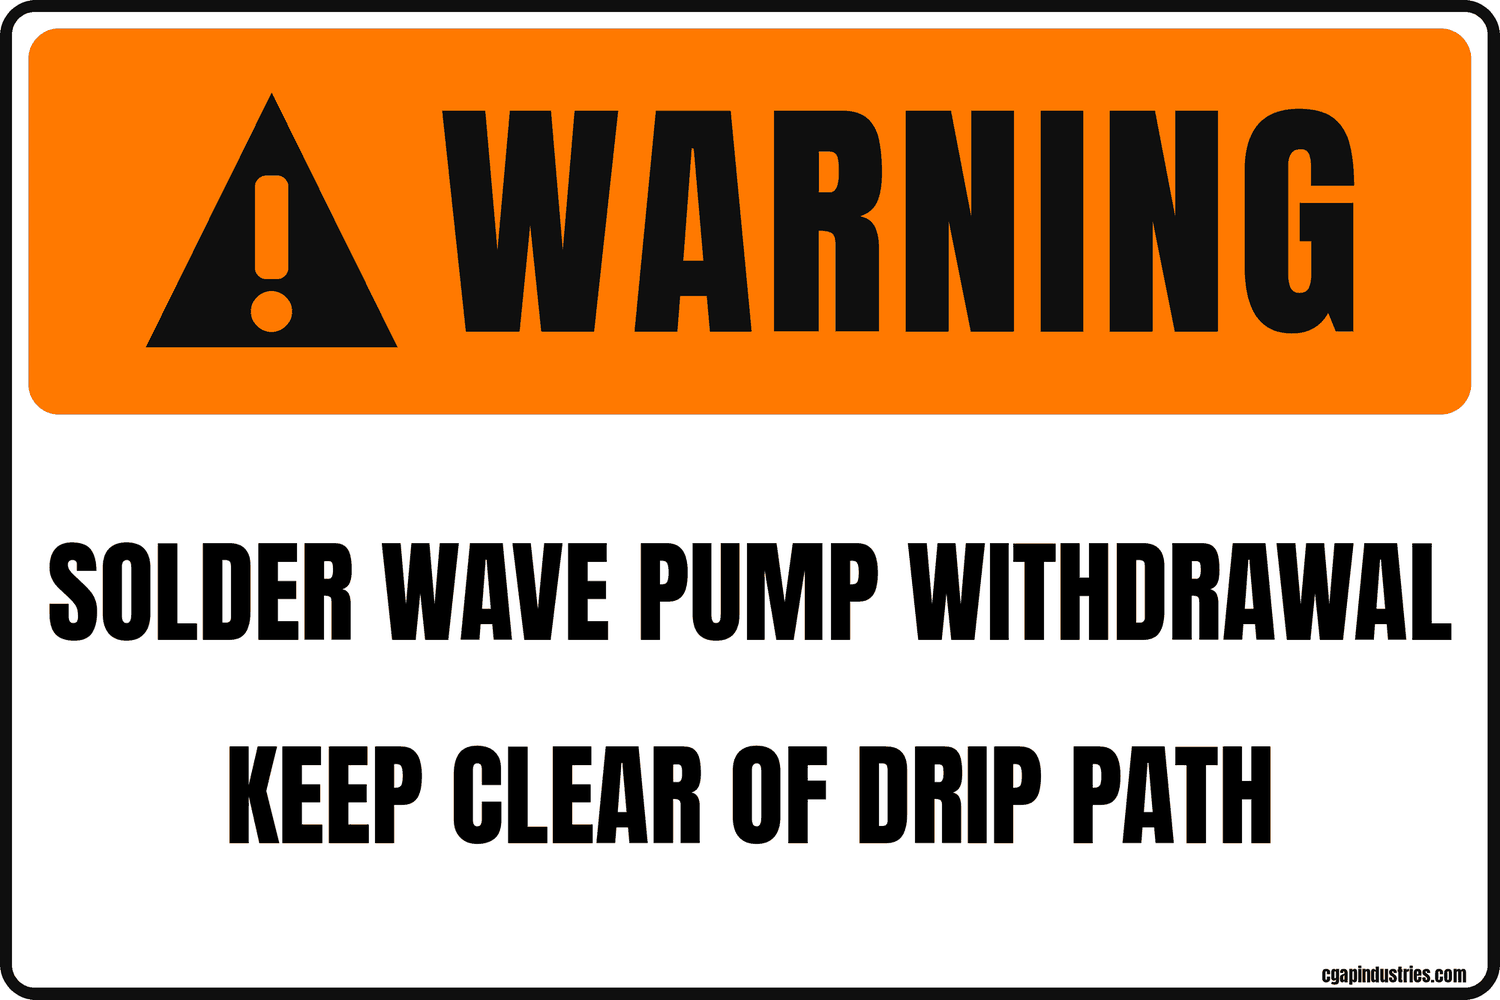 WARNING
SOLDER WAVE PUMP WITHDRAWAL
KEEP CLEAR OF DRIP PATH
cgapindustries.com